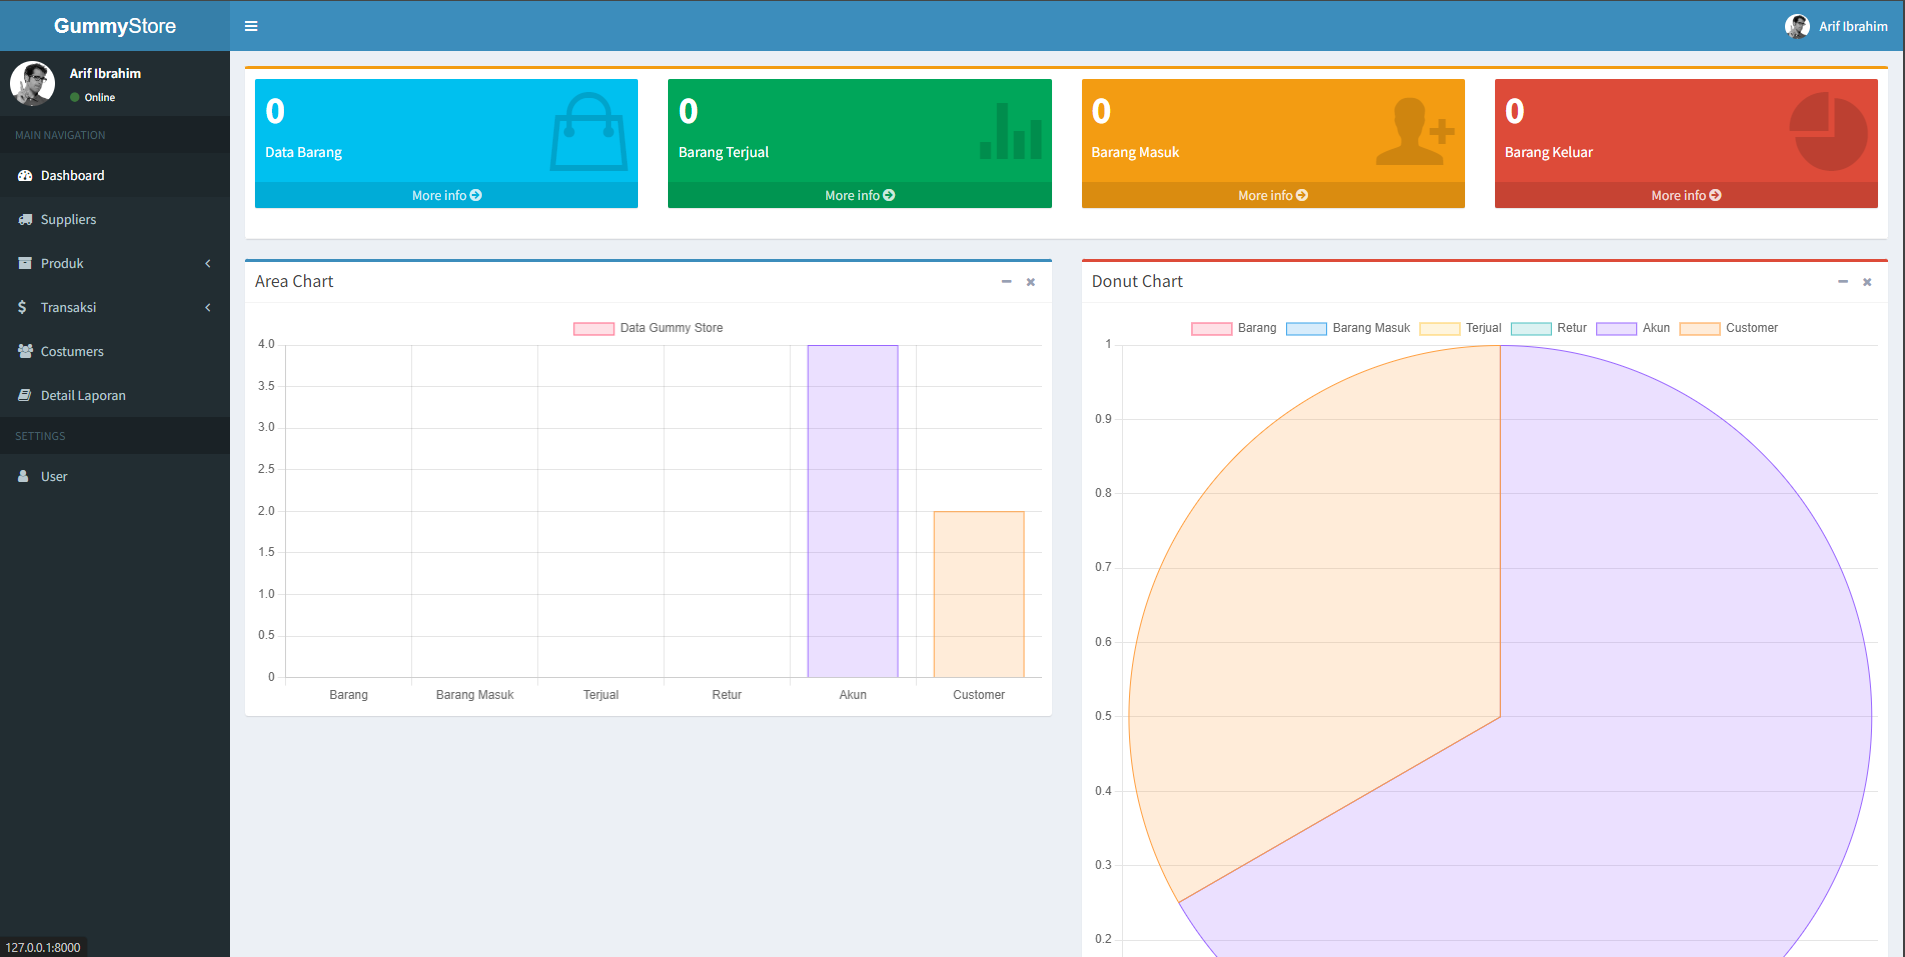 GummyStore
Arif Ibrahim
Arif Ibrahim
Online
MAIN NAVIGATION
Dashboard
Suppliers
Produk
Transaksi
Costumers
Detail Laporan
SETTINGS
User
0
Data Barang
More info
0
Barang Terjual
More info
0
Barang Masuk
More info
0
Barang Keluar
More info
Area Chart
Data Gummy Store
4.0
3.5
3.0
2.5
2.0
1.5
1.0
0.5
0
Barang Barang Masuk Terjual Retur Akun Customer
Donut Chart
Barang Barang Masuk Terjual Retur Akun Customer
1
0.9
0.8
0.7
0.6
0.5
0.4
0.3
0.2
127.0.0.1:8000